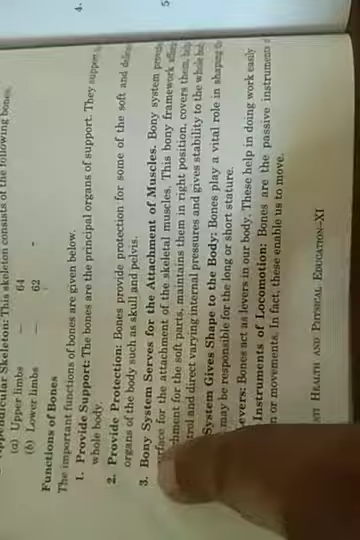 Skeleton: This skeleton consists of the following bones.
(a) Upper limbs — 64
(b) Lower limbs — 62
Functions of Bones
The important functions of bones are given below.
1. Provide Support: The bones are the principal organs of support. They support
whole body.
2. Provide Protection: Bones provide protection for some of the soft and
organs of the body such as skull and pelvis.
3. Bony System Serves for the Attachment of Muscles. Bony system
for the attachment of the skeletal muscles. This bony framework
for the soft parts, maintains them in right position, covers them,
and direct varying internal pressures and gives stability to the whole
System Gives Shape to the Body: Bones play a vital role in shaping
may be responsible for the long or short stature.
Bones act as levers in our body. These help in doing work easily
Instruments of Locomotion: Bones are the passive instruments
or movements. In fact, these enable us to move.
HEALTH AND PHYSICAL EDUCATION–XI
4.
5